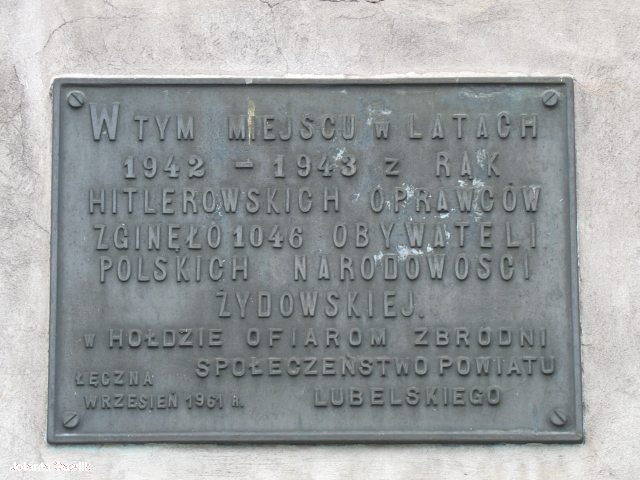 W TYM MIEJSCU W LATACH
1942 – 1943 Z RĄK
HITLEROWSKICH OPRAWCÓW
ZGINĘŁO 1046 OBYWATELI
POLSKICH NARODOWOŚCI
ŻYDOWSKIEJ.
W HOŁDZIE OFIAROM ZBRODNI
SPOŁECZEŃSTWO POWIATU
LUBELSKIEGO
ŁĘCZNA
WRZESIEŃ 1961 R.